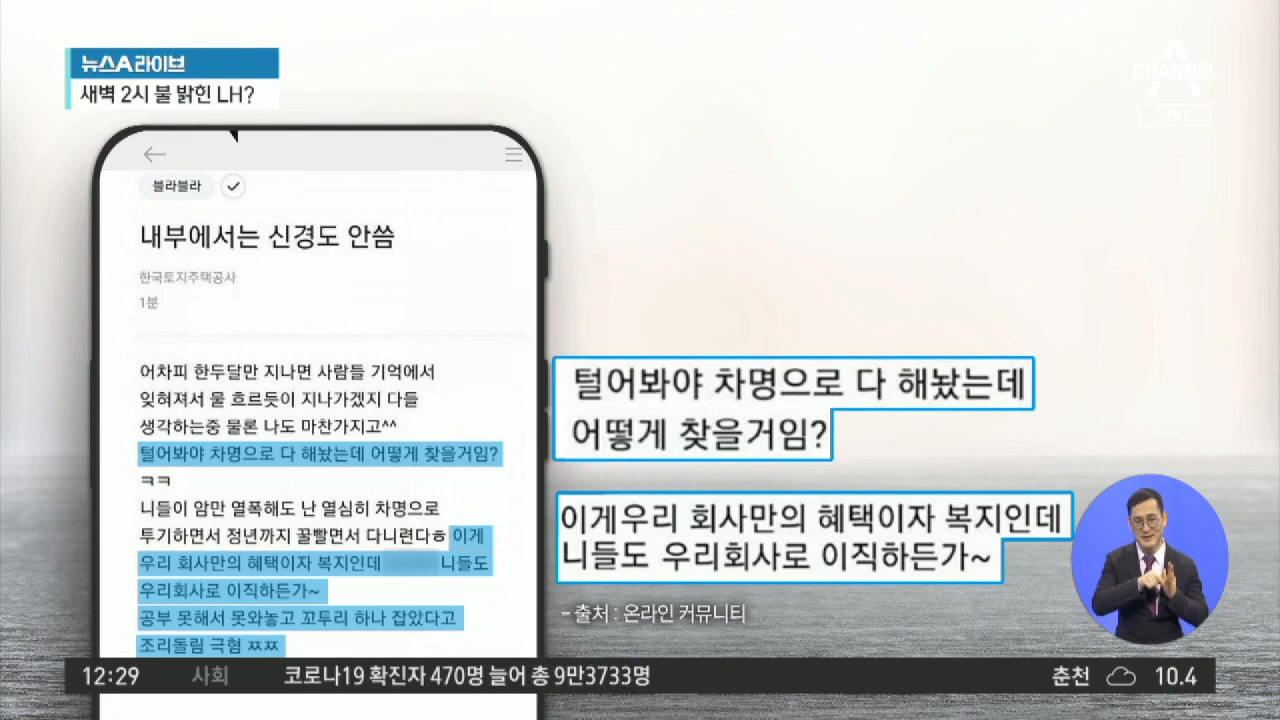 뉴스A 라이브
새벽 2시 불 밝힌 LH?
CHANNEL A
LIVE
블라블라
내부에서는 신경도 안씀
한국토지주택공사
1분
어차피 한두달만 지나면 사람들 기억에서
잊혀져서 물 흐르듯이 지나가겠지 다들
생각하는중 물론 나도 마찬가지고^^
털어봐야 차명으로 다 해놨는데 어떻게 찾을거임?
ㅋㅋ
니들이 암만 열폭해도 난 열심히 차명으로
투기하면서 정년까지 꿀빨면서 다니련다ㅎ 이게
우리 회사만의 혜택이자 복지인데 니들도
우리회사로 이직하든가~
공부 못해서 못와놓고 꼬투리 하나 잡았다고
조리돌림 극혐 ㅉㅉ
털어봐야 차명으로 다 해놨는데
어떻게 찾을거임?
이게우리 회사만의 혜택이자 복지인데
니들도 우리회사로 이직하든가~
- 출처 : 온라인 커뮤니티
12:29 사회 코로나19 확진자 470명 늘어 총 9만3733명 춘천 10.4